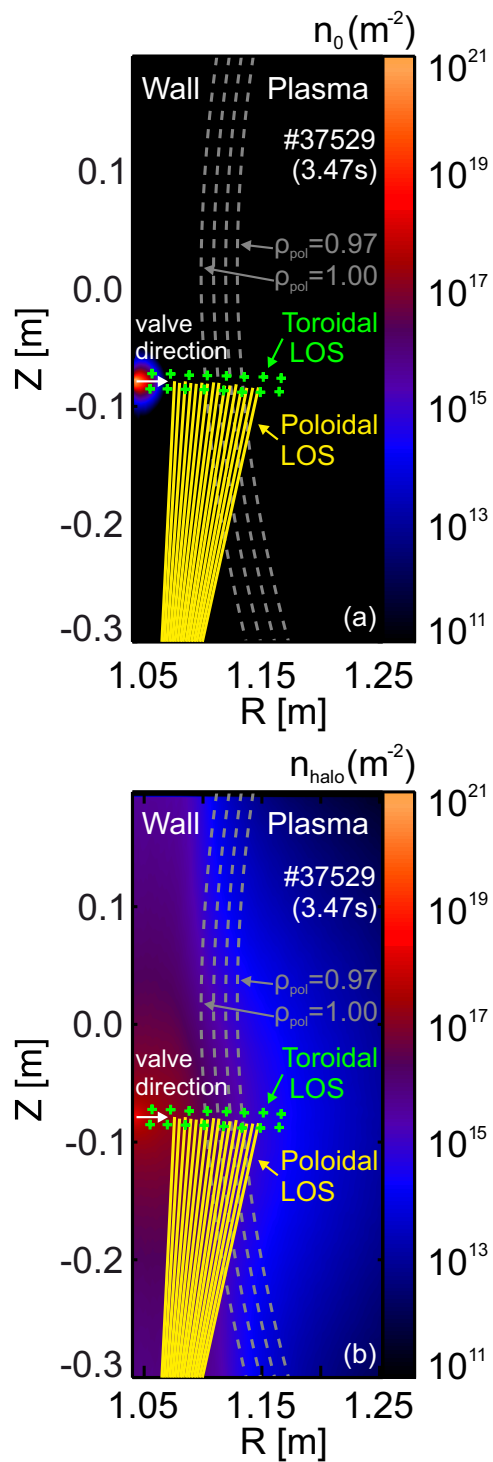 n₀(m⁻²)
Wall Plasma
10²¹
#37529
(3.47s)
10¹⁹
0.1
ρpol=0.97
ρpol=1.00
10¹⁷
0.0
Z [m]
valve
direction
Toroidal
LOS
10¹⁵
-0.1
Poloidal
LOS
-0.2
10¹³
-0.3
(a)
10¹¹
1.05 1.15 1.25
R [m]
nhalo(m⁻²)
Wall Plasma
10²¹
#37529
(3.47s)
10¹⁹
0.1
ρpol=0.97
ρpol=1.00
10¹⁷
0.0
Z [m]
valve
direction
Toroidal
LOS
10¹⁵
-0.1
Poloidal
LOS
-0.2
10¹³
-0.3
(b)
10¹¹
1.05 1.15 1.25
R [m]